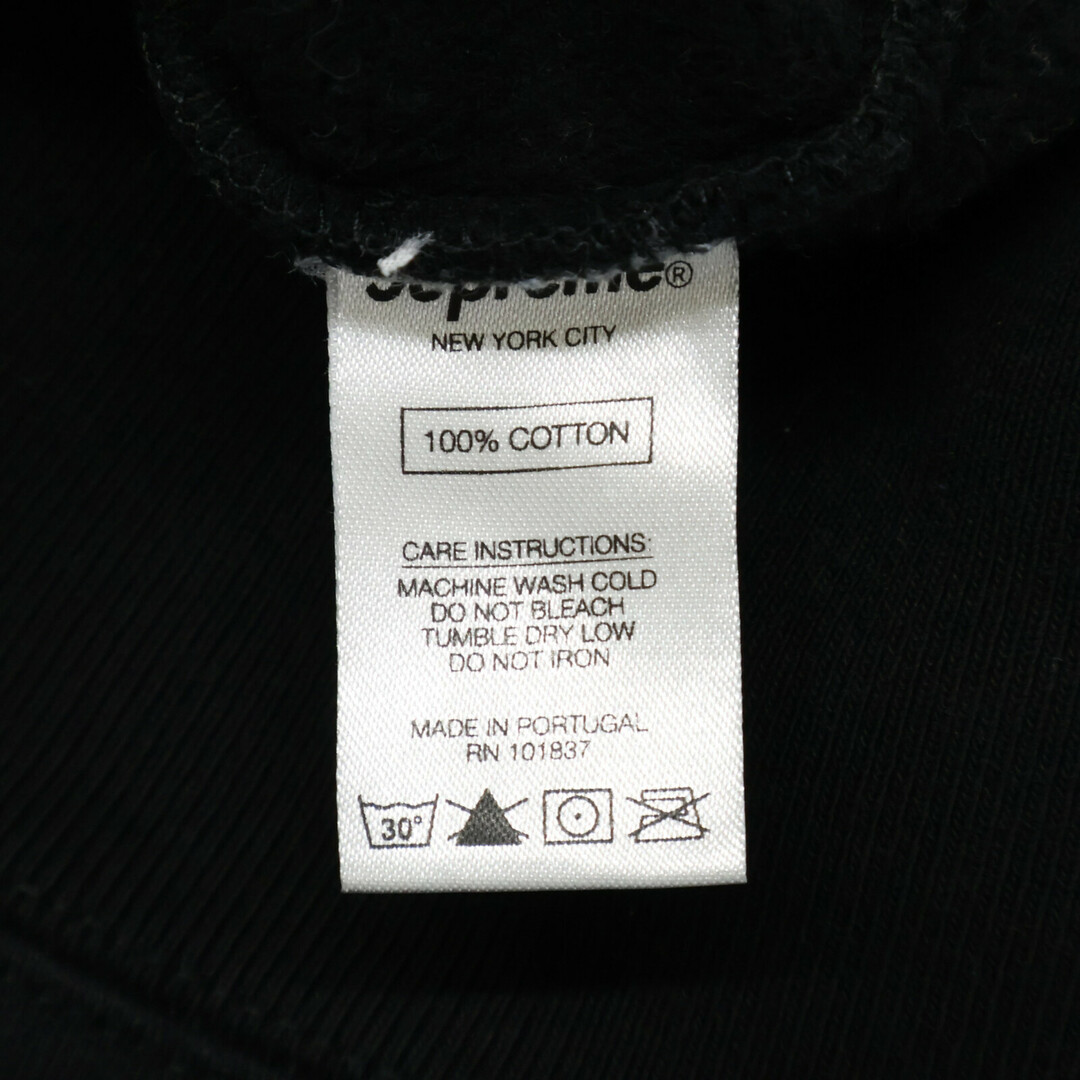 Supreme®
NEW YORK CITY
100% COTTON
CARE INSTRUCTIONS:
MACHINE WASH COLD
DO NOT BLEACH
TUMBLE DRY LOW
DO NOT IRON
MADE IN PORTUGAL
RN 101837
30°